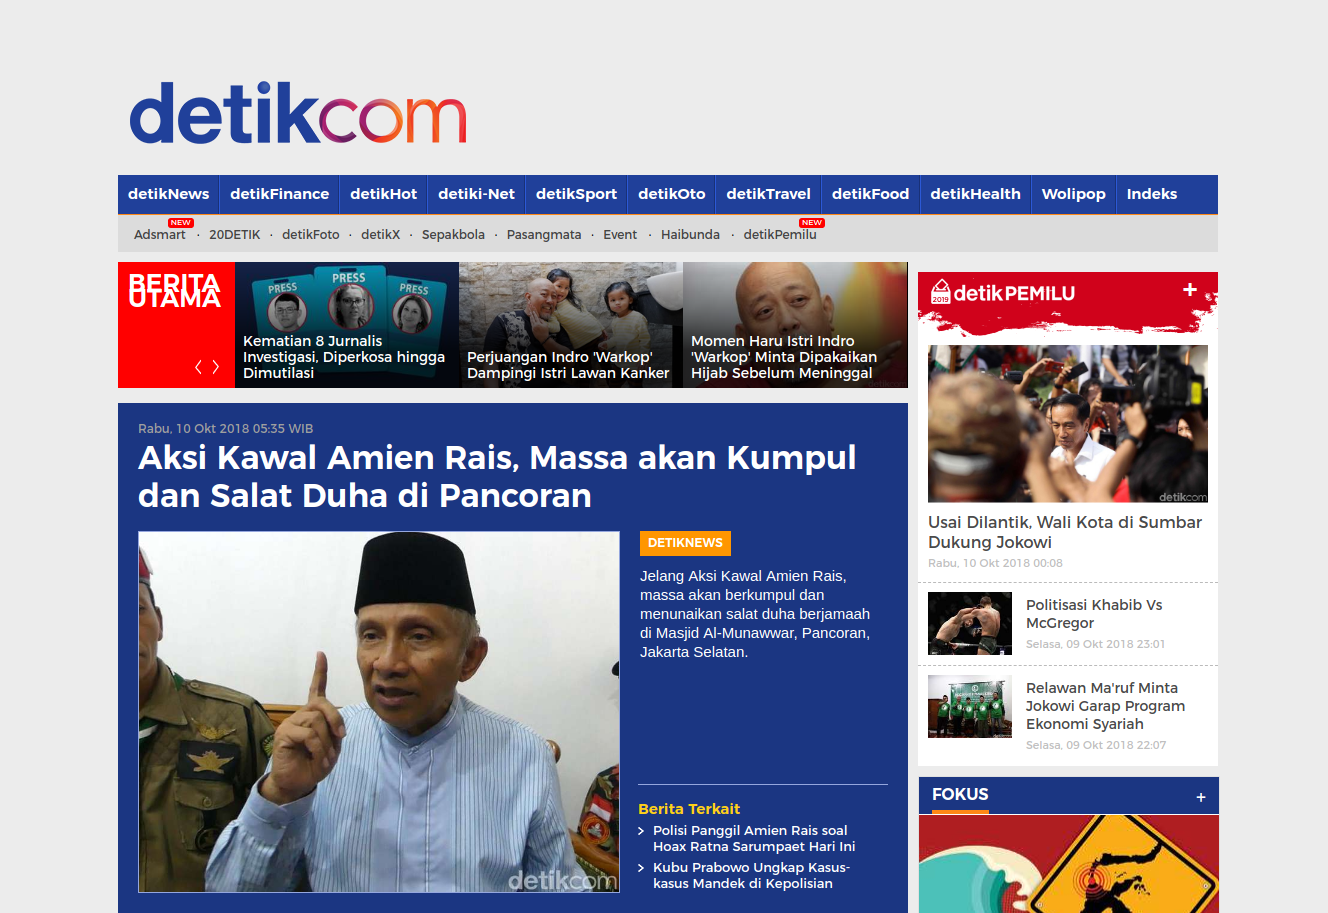 detikcom
detikNews detikFinance detikHot detiki-Net detikSport detikOto detikTravel detikFood detikHealth Wolipop Indeks
NEW NEW
Adsmart · 20DETIK · detikFoto · detikX · Sepakbola · Pasangmata · Event · Haibunda · detikPemilu
BERITA
UTAMA
PRESS PRESS PRESS
Kematian 8 Jurnalis
Investigasi, Diperkosa hingga
Dimutilasi
Perjuangan Indro 'Warkop'
Dampingi Istri Lawan Kanker
Momen Haru Istri Indro
'Warkop' Minta Dipakaikan
Hijab Sebelum Meninggal
Rabu, 10 Okt 2018 05:35 WIB
Aksi Kawal Amien Rais, Massa akan Kumpul
dan Salat Duha di Pancoran
detikcom
DETIKNEWS
Jelang Aksi Kawal Amien Rais,
massa akan berkumpul dan
menunaikan salat duha berjamaah
di Masjid Al-Munawwar, Pancoran,
Jakarta Selatan.
Berita Terkait
> Polisi Panggil Amien Rais soal
Hoax Ratna Sarumpaet Hari Ini
> Kubu Prabowo Ungkap Kasus-
kasus Mandek di Kepolisian
2019 detikPEMILU +
detikcom
Usai Dilantik, Wali Kota di Sumbar
Dukung Jokowi
Rabu, 10 Okt 2018 00:08
Politisasi Khabib Vs
McGregor
Selasa, 09 Okt 2018 23:01
Relawan Ma'ruf Minta
Jokowi Garap Program
Ekonomi Syariah
Selasa, 09 Okt 2018 22:07
FOKUS +